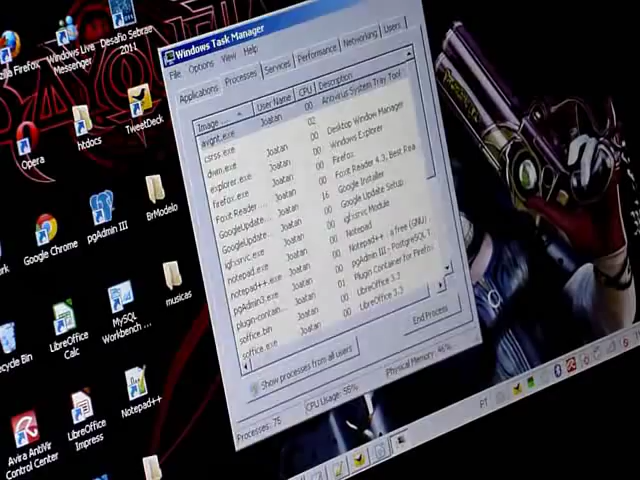 zilla Firefox
Windows Live
Messenger
Desafio Sebrae
2011
Opera
htdocs
TweetDeck
Google Chrome
pgAdmin III
BrModelo
LibreOffice
Calc
MySQL
Workbench ...
musicas
ecycle Bin
Avira AntiVir
Control Center
LibreOffice
Impress
Notepad++
Windows Task Manager
File Options View Help
Applications Processes Services Performance Networking Users
Image ... User Name CPU Description
avgnt.exe Joatan 00 Antivirus System Tray Tool
csrss.exe 02
dwm.exe Joatan 00 Desktop Window Manager
explorer.exe Joatan 00 Windows Explorer
firefox.exe Joatan 00 Firefox
Foxit Reader ... Joatan 00 Foxit Reader 4.3, Best Rea
GoogleUpdate... Joatan 16 Google Installer
GoogleUpdate... Joatan 00 Google Update Setup
igfxsrvc.exe Joatan 00 igfxsrvc Module
notepad.exe Joatan 00 Notepad
notepad++.exe Joatan 00 Notepad++ : a free (GNU)
pgAdmin3.exe Joatan 00 pgAdmin III - PostgreSQL T
plugin-contain... Joatan 01 Plugin Container for Firefox
soffice.bin Joatan 00 LibreOffice 3.3
soffice.exe Joatan 00 LibreOffice 3.3
Show processes from all users
End Process
Processes: 75
CPU Usage: 55%
Physical Memory: 46%
PT